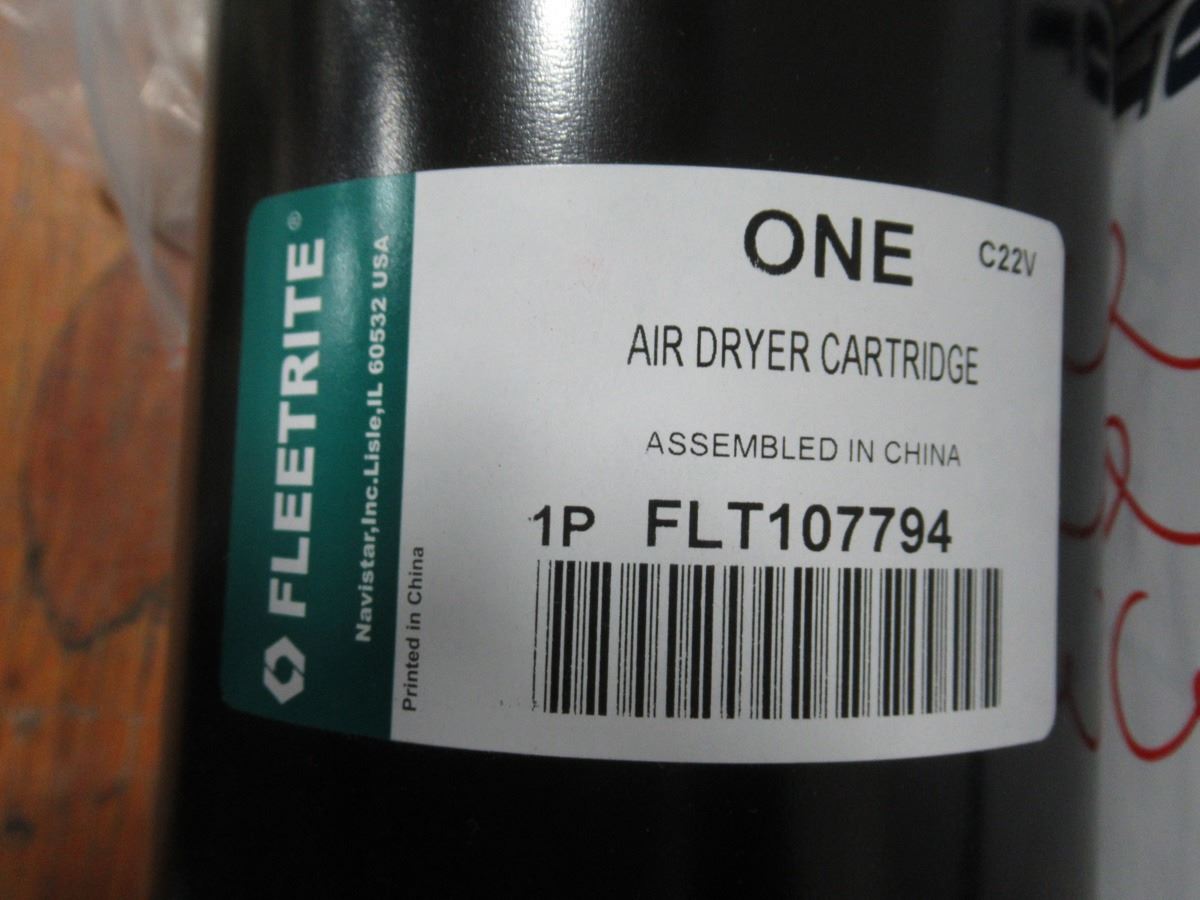 FLEETRITE®
Navistar,Inc.Lisle,IL 60532 USA
Printed in China
ONE
C22V
AIR DRYER CARTRIDGE
ASSEMBLED IN CHINA
1P FLT107794